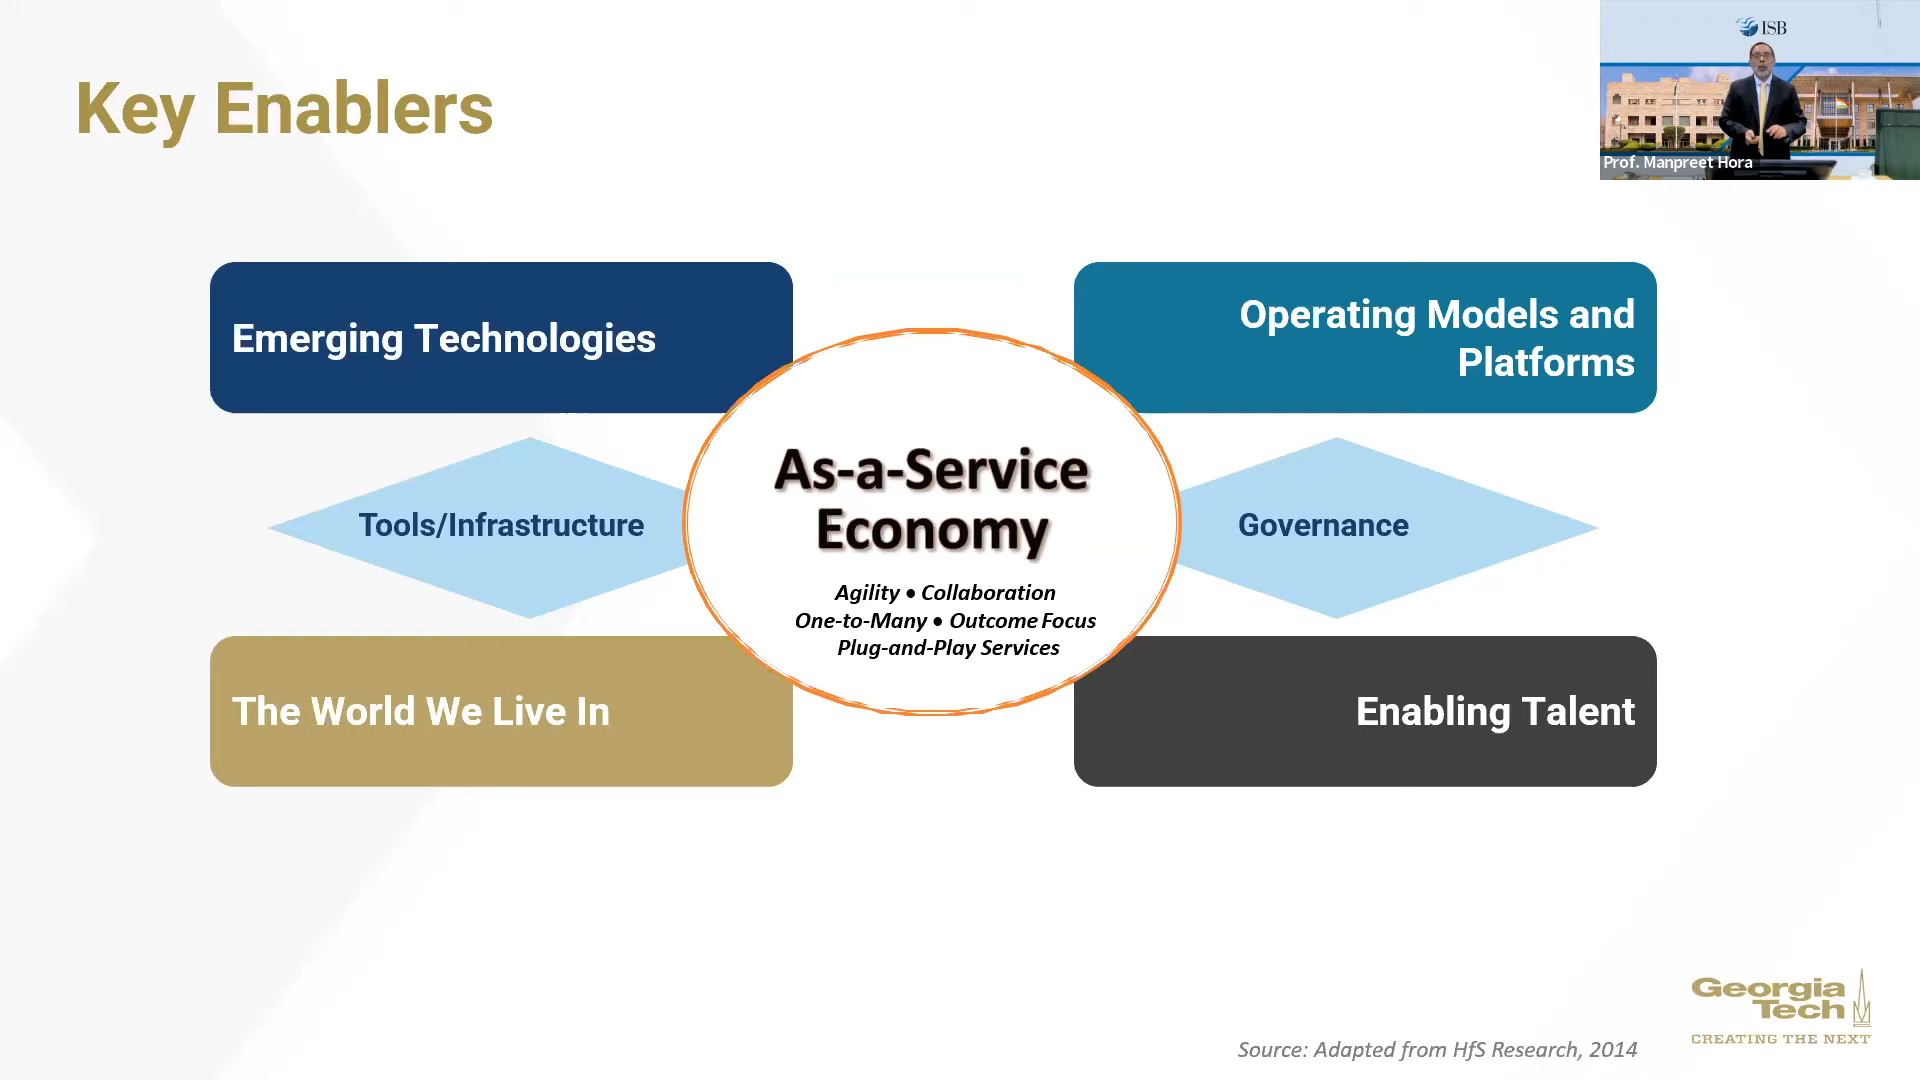 Key Enablers
ISB
Prof. Manpreet Hora
Emerging Technologies
Operating Models and
Platforms
Tools/Infrastructure
As-a-Service
Economy
Agility • Collaboration
One-to-Many • Outcome Focus
Plug-and-Play Services
Governance
The World We Live In
Enabling Talent
Georgia
Tech
CREATING THE NEXT
Source: Adapted from HfS Research, 2014